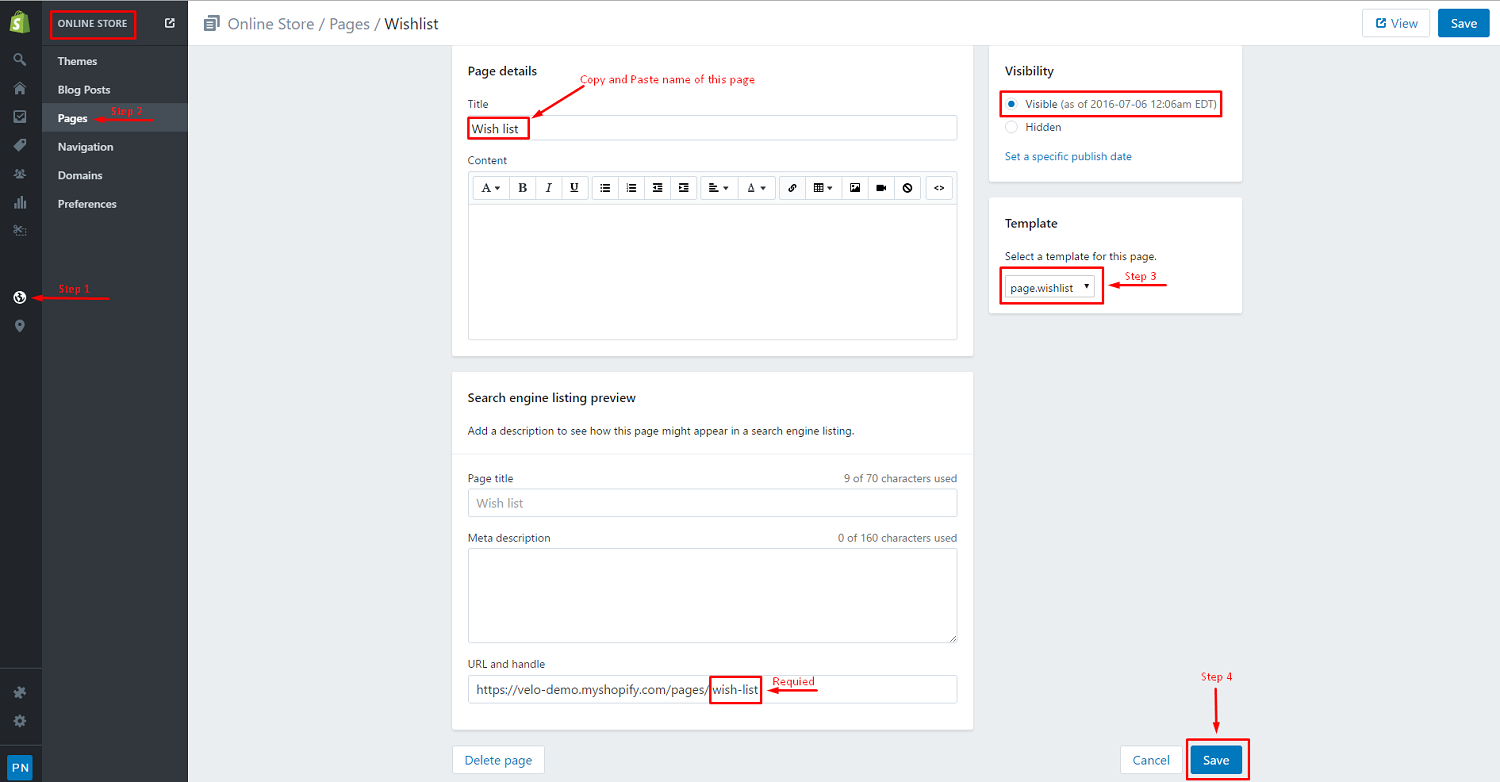 ONLINE STORE
Online Store / Pages / Wishlist
View
Save
Themes
Blog Posts
Pages
Step 2
Navigation
Domains
Preferences
Step 1
PN
Page details
Copy and Paste name of this page
Title
Wish list
Content
A
B
I
U
A
<>
Search engine listing preview
Add a description to see how this page might appear in a search engine listing.
Page title
9 of 70 characters used
Wish list
Meta description
0 of 160 characters used
URL and handle
https://velo-demo.myshopify.com/pages/wish-list
Requied
Visibility
Visible (as of 2016-07-06 12:06am EDT)
Hidden
Set a specific publish date
Template
Select a template for this page.
page.wishlist
Step 3
Step 4
Delete page
Cancel
Save